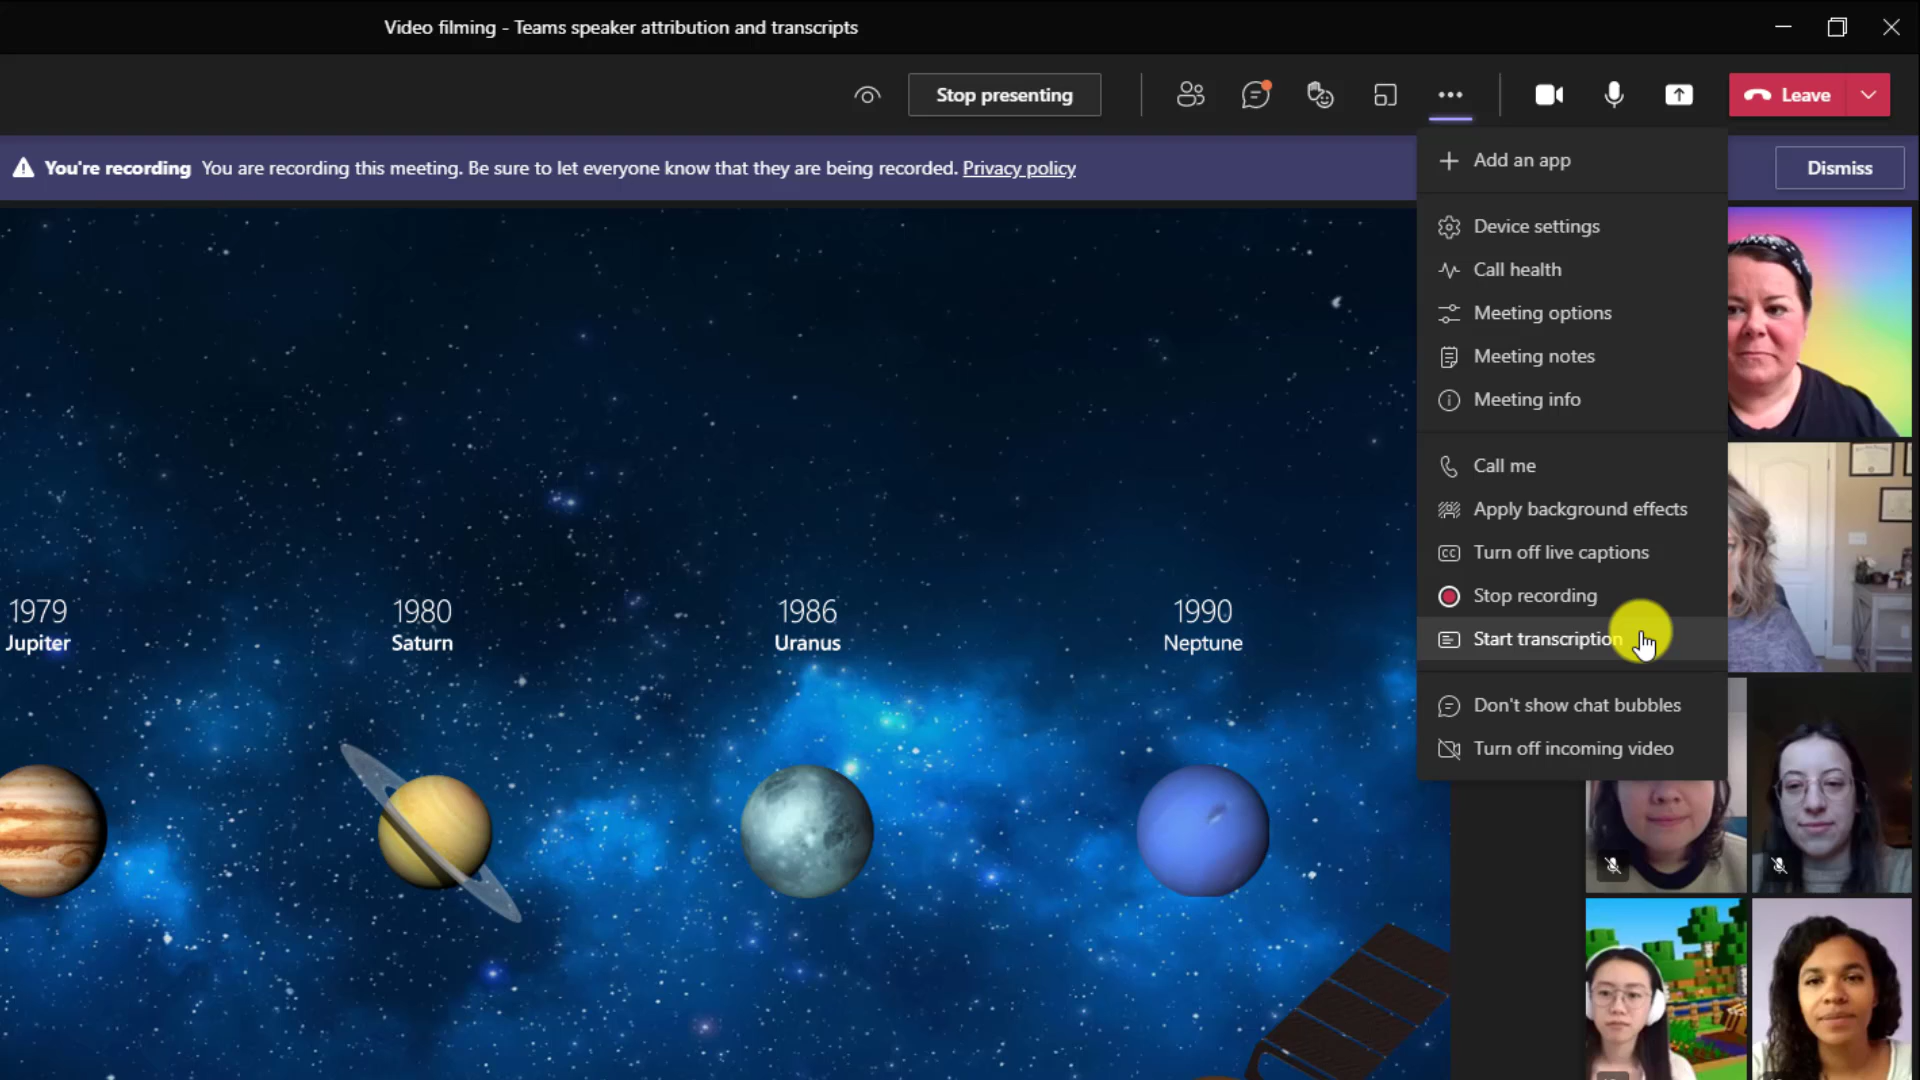 Video filming - Teams speaker attribution and transcripts
Stop presenting
Leave
You're recording You are recording this meeting. Be sure to let everyone know that they are being recorded. Privacy policy
Dismiss
Add an app
Device settings
Call health
Meeting options
Meeting notes
Meeting info
Call me
Apply background effects
CC Turn off live captions
Stop recording
Start transcription
Don't show chat bubbles
Turn off incoming video
1979
Jupiter
1980
Saturn
1986
Uranus
1990
Neptune